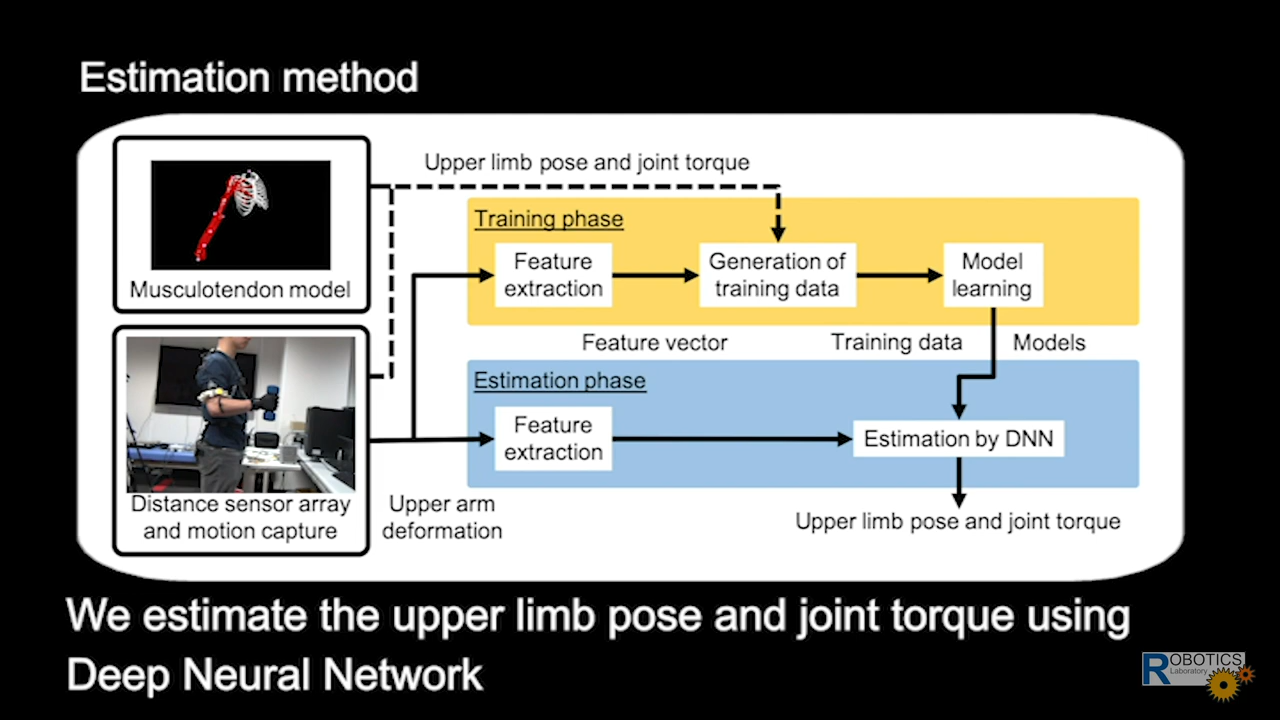 Estimation method
Upper limb pose and joint torque
Musculotendon model
Training phase
Feature
extraction
Generation of
training data
Model
learning
Feature vector
Training data
Models
Estimation phase
Feature
extraction
Estimation by DNN
Distance sensor array
and motion capture
Upper arm
deformation
Upper limb pose and joint torque
We estimate the upper limb pose and joint torque using
Deep Neural Network
ROBOTICS
Laboratory